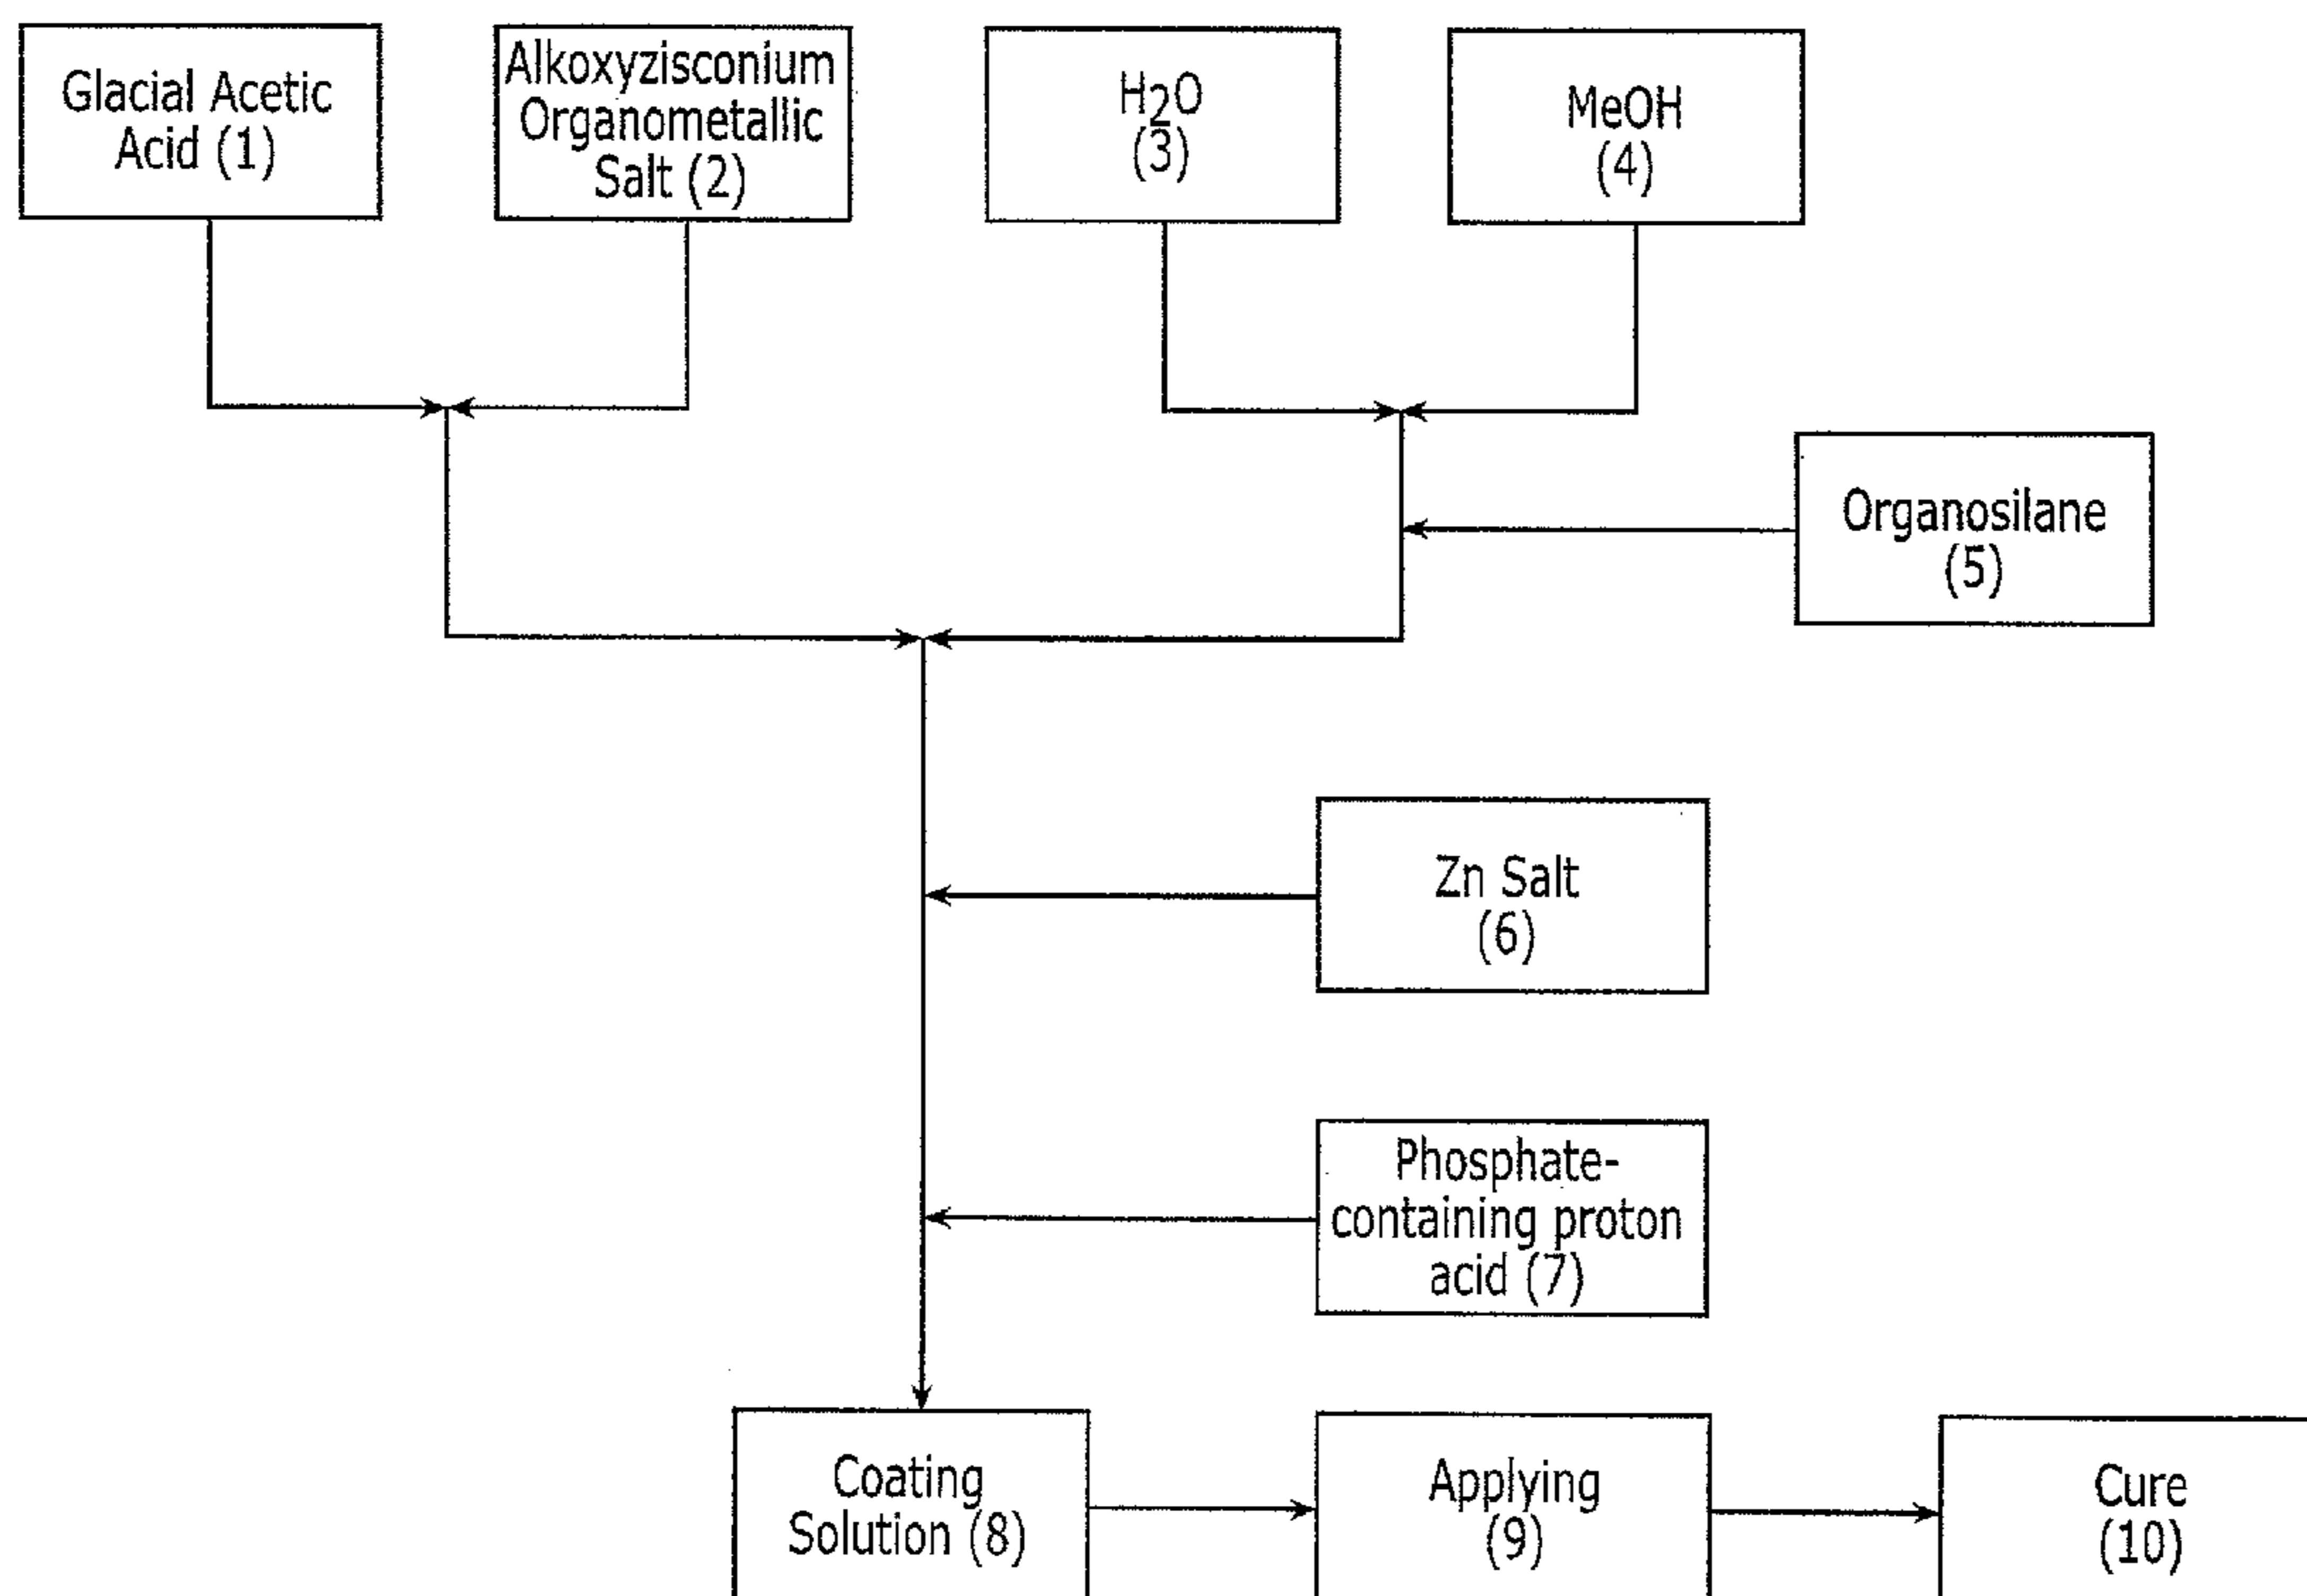 Glacial Acetic
Acid (1)
Alkoxyzisconium
Organometallic
Salt (2)
H2O
(3)
MeOH
(4)
Organosilane
(5)
Zn Salt
(6)
Phosphate-
containing proton
acid (7)
Coating
Solution (8)
Applying
(9)
Cure
(10)